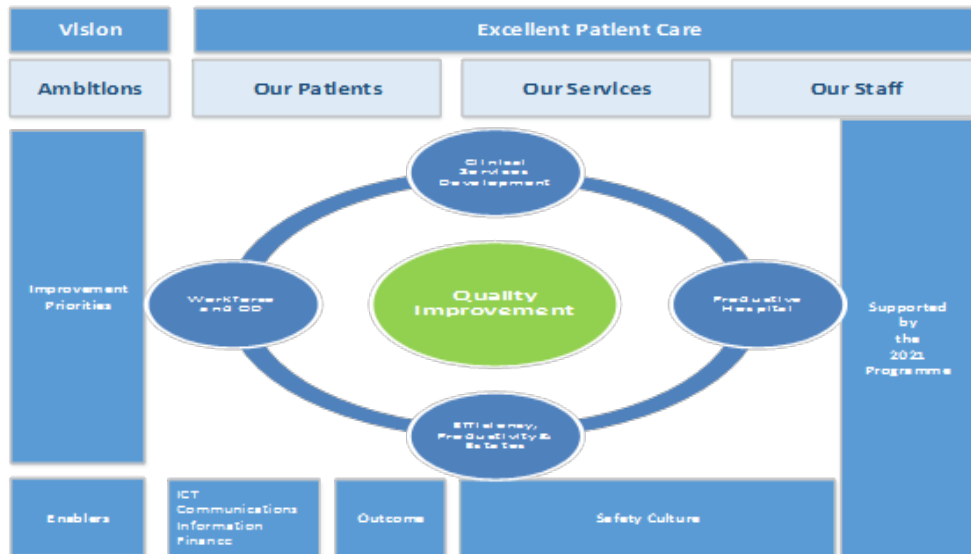 Vision
Excellent Patient Care
Ambitions
Our Patients
Our Services
Our Staff
Clinical
Services
Development
Improvement
Priorities
Workforce
and OD
Quality
Improvement
Productive
Hospital
Supported
by
the
2021
Programme
Efficiency,
Productivity &
Estates
Enablers
ICT
Communications
Information
Finance
Outcome
Safety Culture